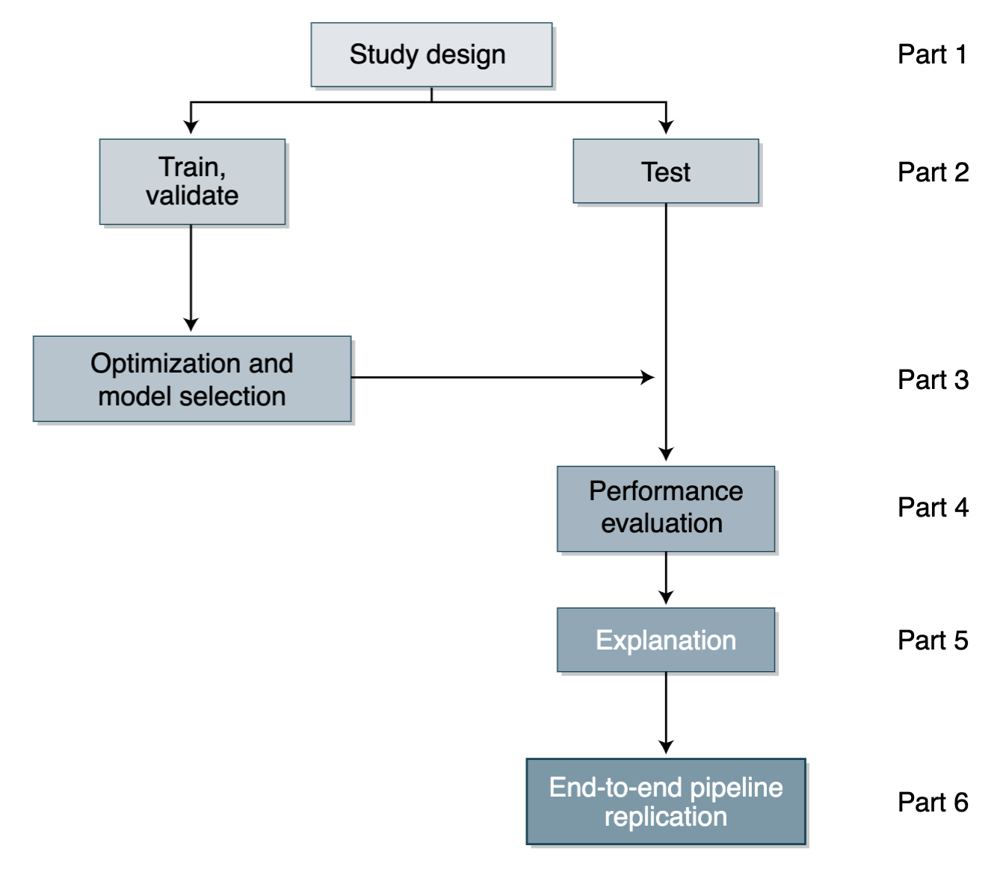 Study design
Part 1
Train,
validate
Test
Part 2
Optimization and
model selection
Part 3
Performance
evaluation
Part 4
Explanation
Part 5
End-to-end pipeline
replication
Part 6